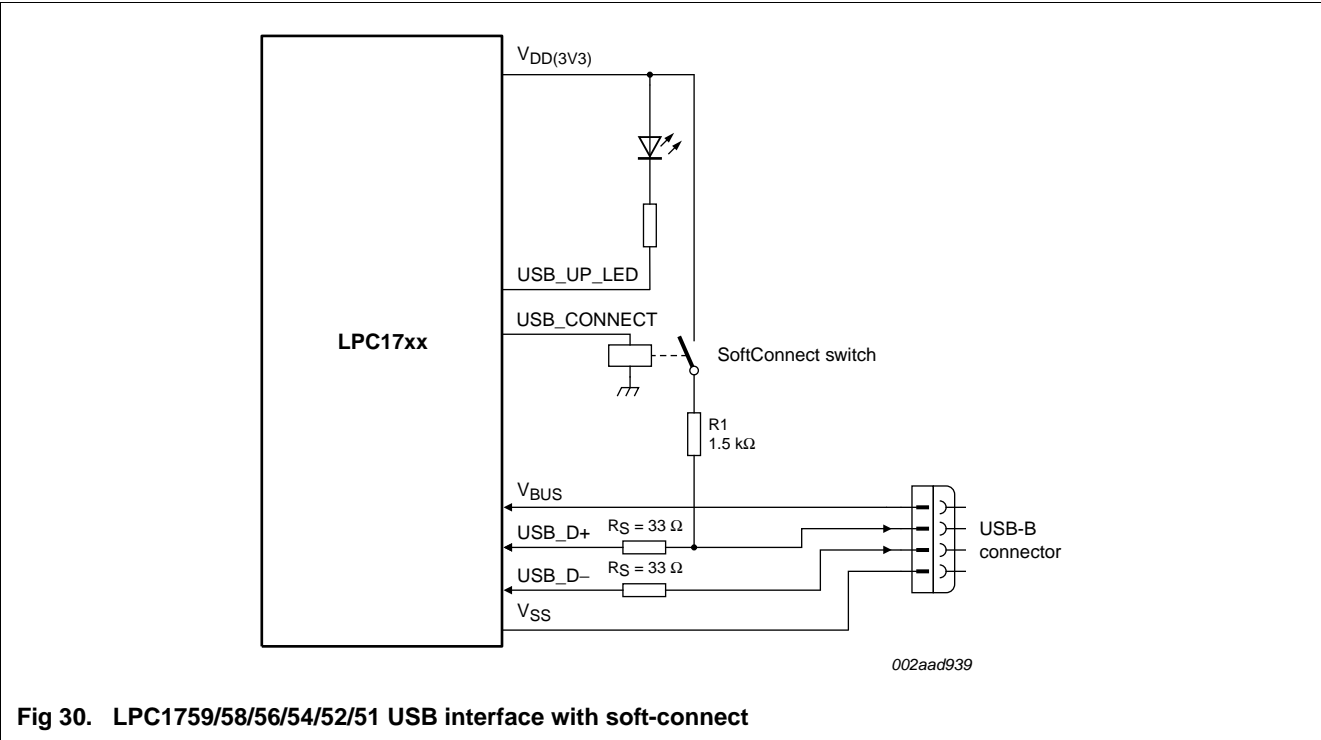 VDD(3V3)
USB_UP_LED
USB_CONNECT
LPC17xx
SoftConnect switch
R1
1.5 kΩ
VBUS
USB_D+
RS = 33 Ω
USB-B
connector
USB_D−
RS = 33 Ω
VSS
002aad939
Fig 30. LPC1759/58/56/54/52/51 USB interface with soft-connect